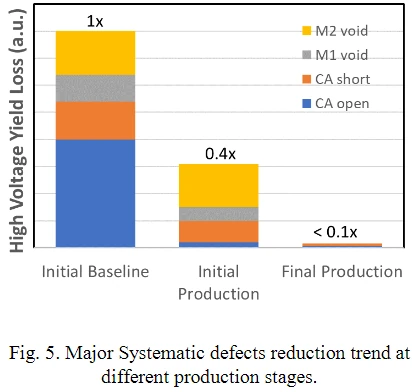 High Voltage Yield Loss (a.u.)
1x
M2 void
M1 void
CA short
CA open
0.4x
< 0.1x
Initial Baseline
Initial
Production
Final Production
Fig. 5. Major Systematic defects reduction trend at
different production stages.